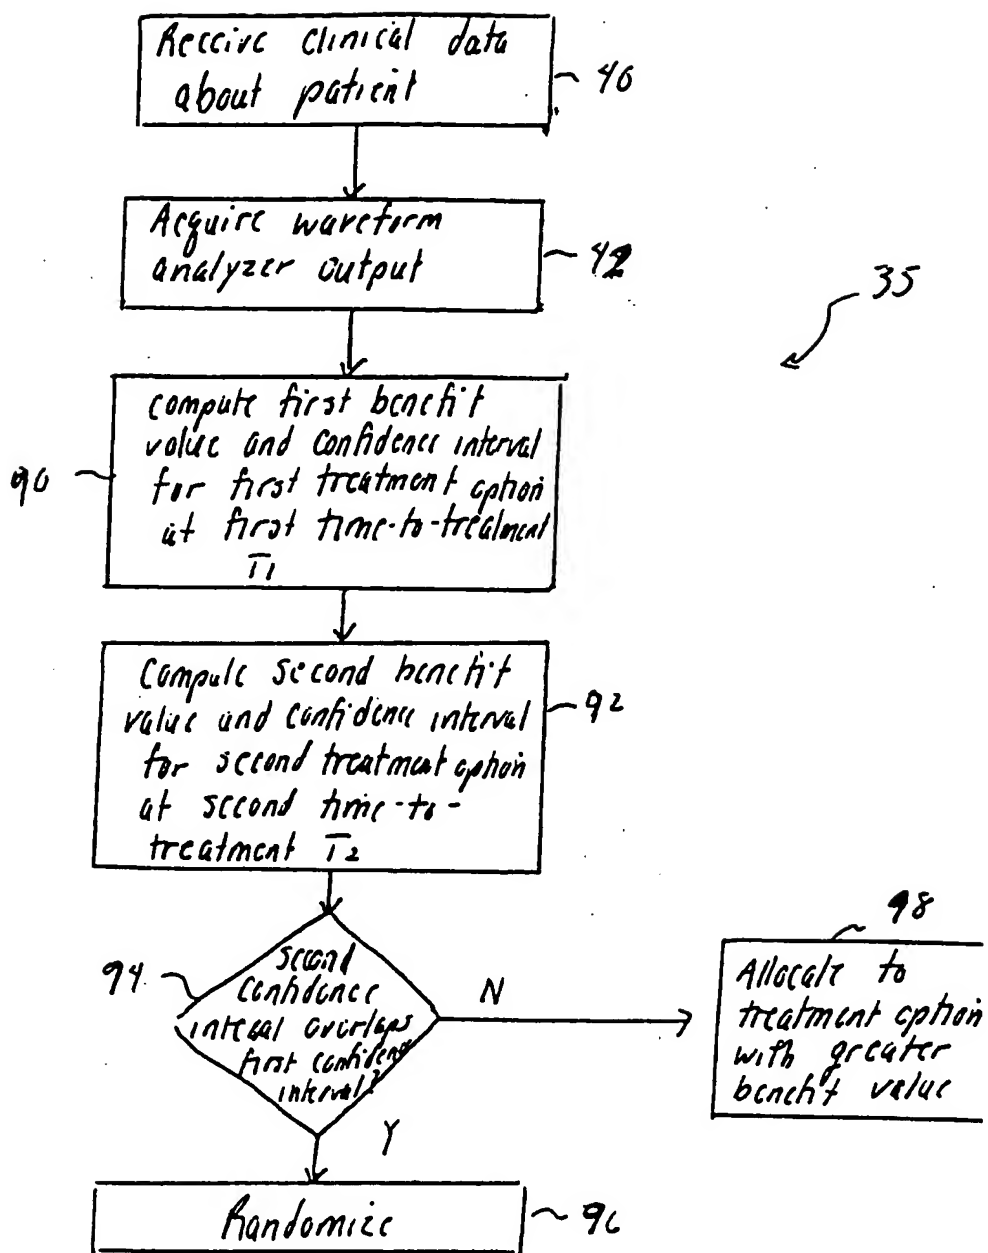 Receive clinical data
about patient
40
Acquire waveform
analyzer output
42
35
compute first benefit
value and confidence interval
for first treatment option
at first time-to-treatment
T1
90
Compute second benefit
value and confidence interval
for second treatment option
at second time-to-
treatment T2
92
94
second
confidence
interval overlaps
first confidence
interval?
N
98
Allocate to
treatment option
with greater
benefit value
Y
Randomize
96